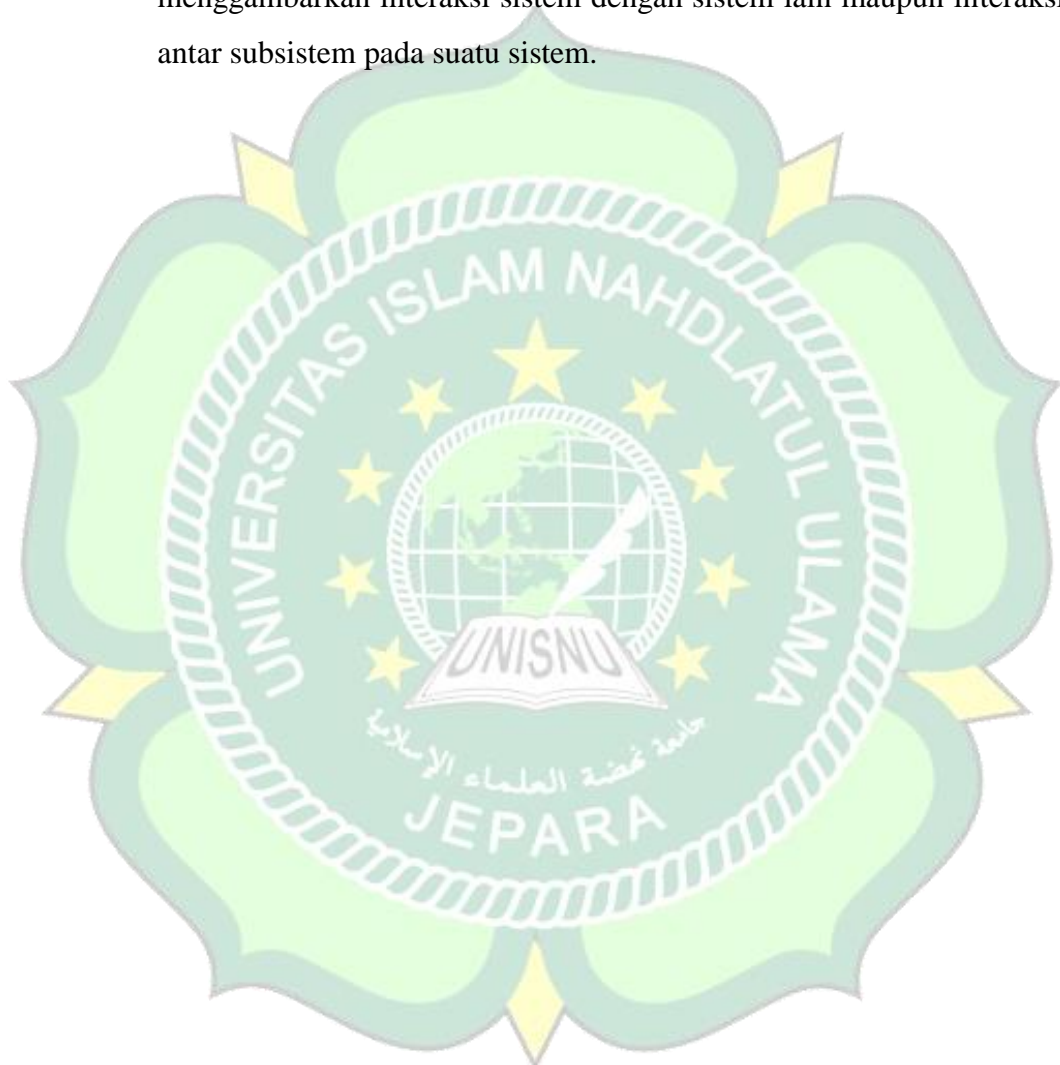 menggambarkan interaksi sistem dengan sistem lain maupun interaksi
antar subsistem pada suatu sistem.
UNIVERSITAS ISLAM NAHDLATUL ULAMA
UNISNU
جامعة نهضة العلماء الإسلامية
JEPARA